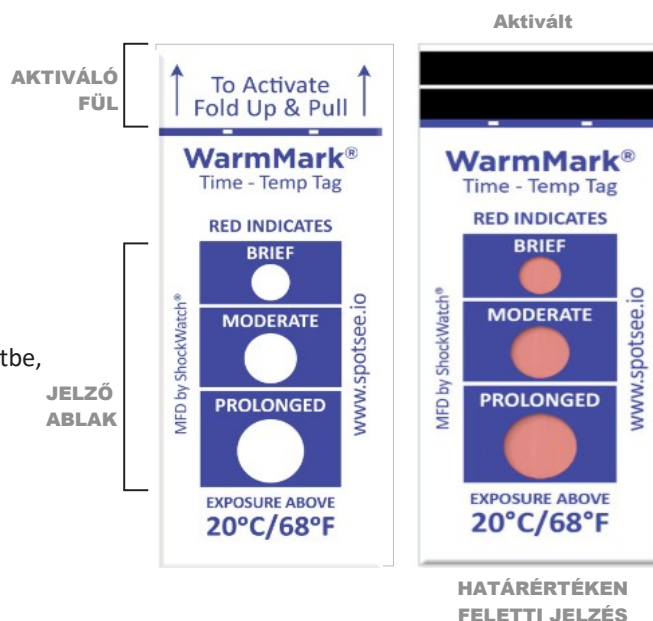 Aktivált
AKTIVÁLÓ
FÜL
To Activate
Fold Up & Pull
WarmMark®
Time - Temp Tag
RED INDICATES
BRIEF
MODERATE
PROLONGED
MFD by ShockWatch®
www.spotsee.io
EXPOSURE ABOVE
20°C/68°F
tbe,
JELZŐ
ABLAK
WarmMark®
Time - Temp Tag
RED INDICATES
BRIEF
MODERATE
PROLONGED
MFD by ShockWatch®
www.spotsee.io
EXPOSURE ABOVE
20°C/68°F
HATÁRÉRTÉKEN
FELETTI JELZÉS